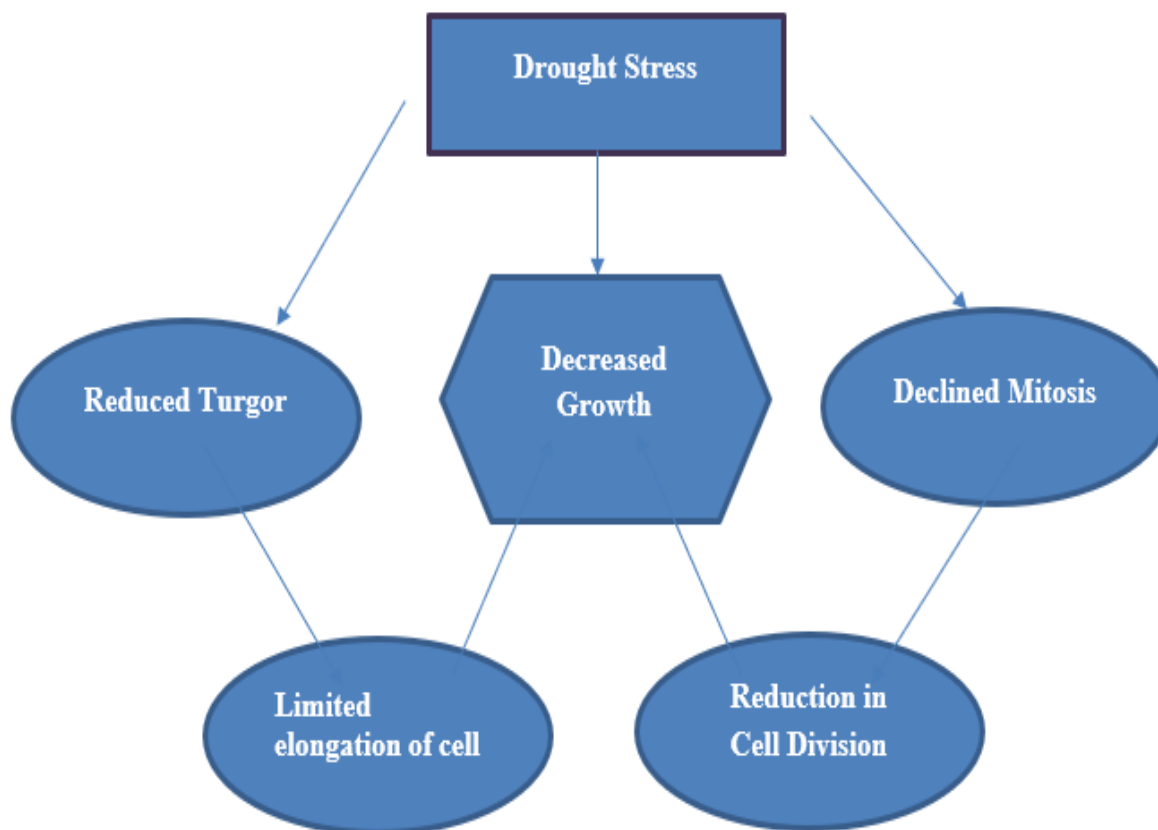 Drought Stress
Reduced Turgor
Decreased
Growth
Declined Mitosis
Limited
elongation of cell
Reduction in
Cell Division